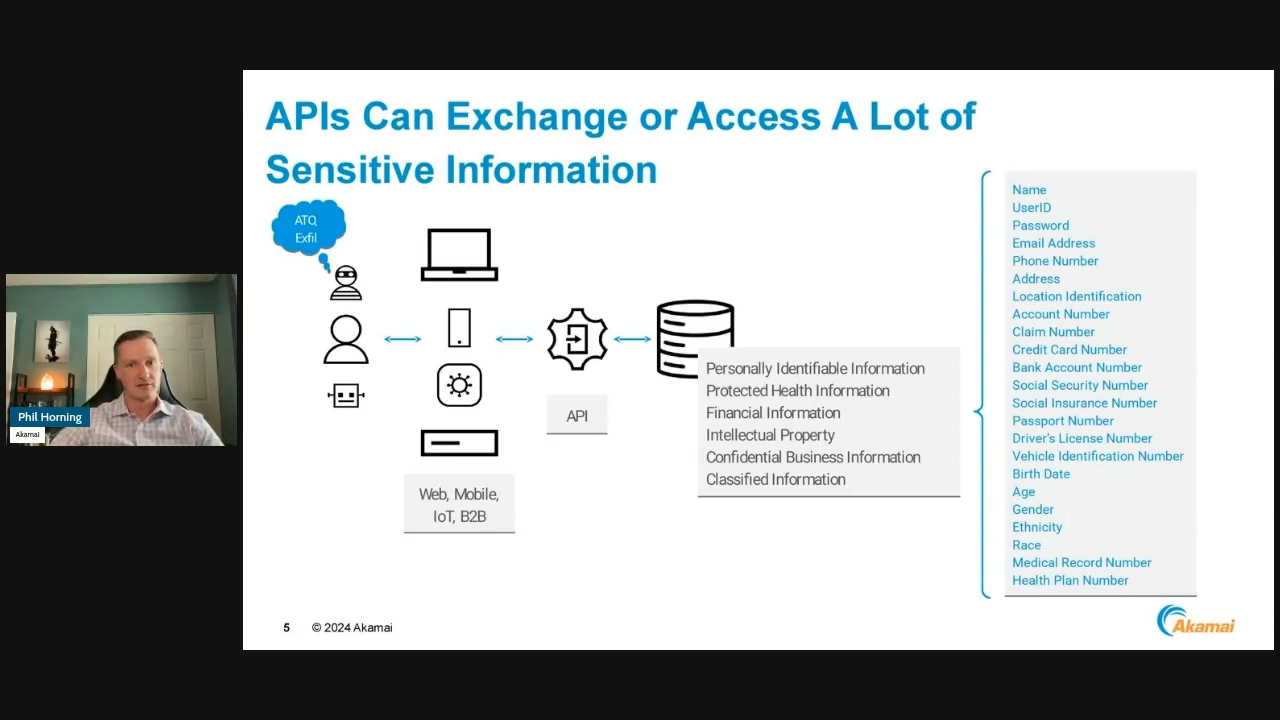 APIs Can Exchange or Access A Lot of
Sensitive Information
ATO,
Exfil
Web, Mobile,
IoT, B2B
API
Personally Identifiable Information
Protected Health Information
Financial Information
Intellectual Property
Confidential Business Information
Classified Information
Name
UserID
Password
Email Address
Phone Number
Address
Location Identification
Account Number
Claim Number
Credit Card Number
Bank Account Number
Social Security Number
Social Insurance Number
Passport Number
Driver's License Number
Vehicle Identification Number
Birth Date
Age
Gender
Ethnicity
Race
Medical Record Number
Health Plan Number
Phil Horning
Akamai
5 © 2024 Akamai
Akamai